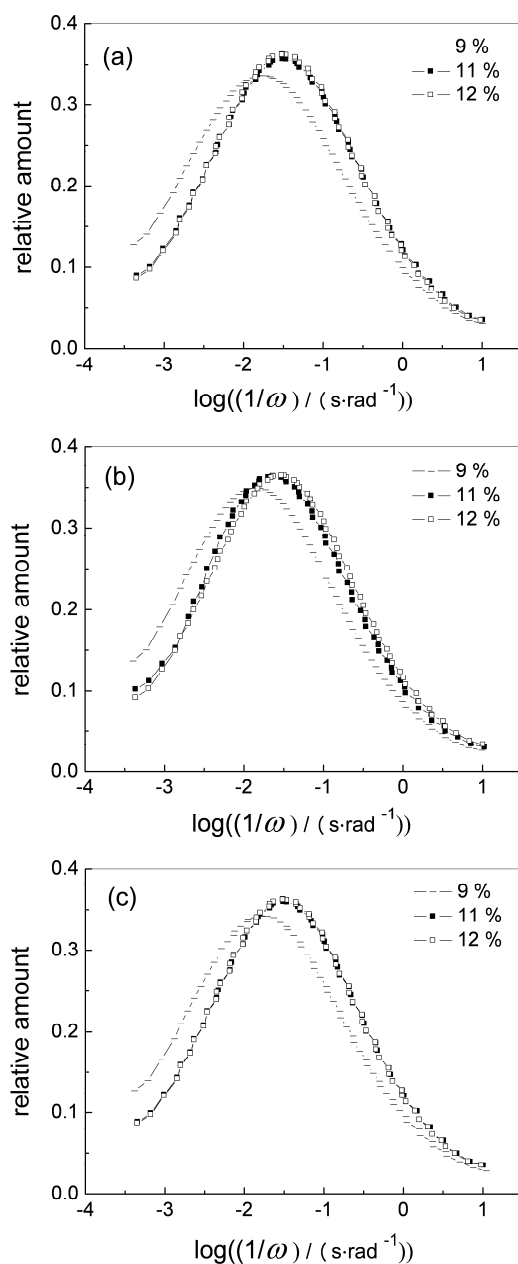 (a)
9 %
11 %
12 %
0.4
0.3
0.2
0.1
0.0
relative amount
-4 -3 -2 -1 0 1
log((1/ω) / (s·rad ⁻¹))
(b)
9 %
11 %
12 %
0.4
0.3
0.2
0.1
0.0
relative amount
-4 -3 -2 -1 0 1
log((1/ω) / (s·rad ⁻¹))
(c)
9 %
11 %
12 %
0.4
0.3
0.2
0.1
0.0
relative amount
-4 -3 -2 -1 0 1
log((1/ω) / (s·rad ⁻¹))